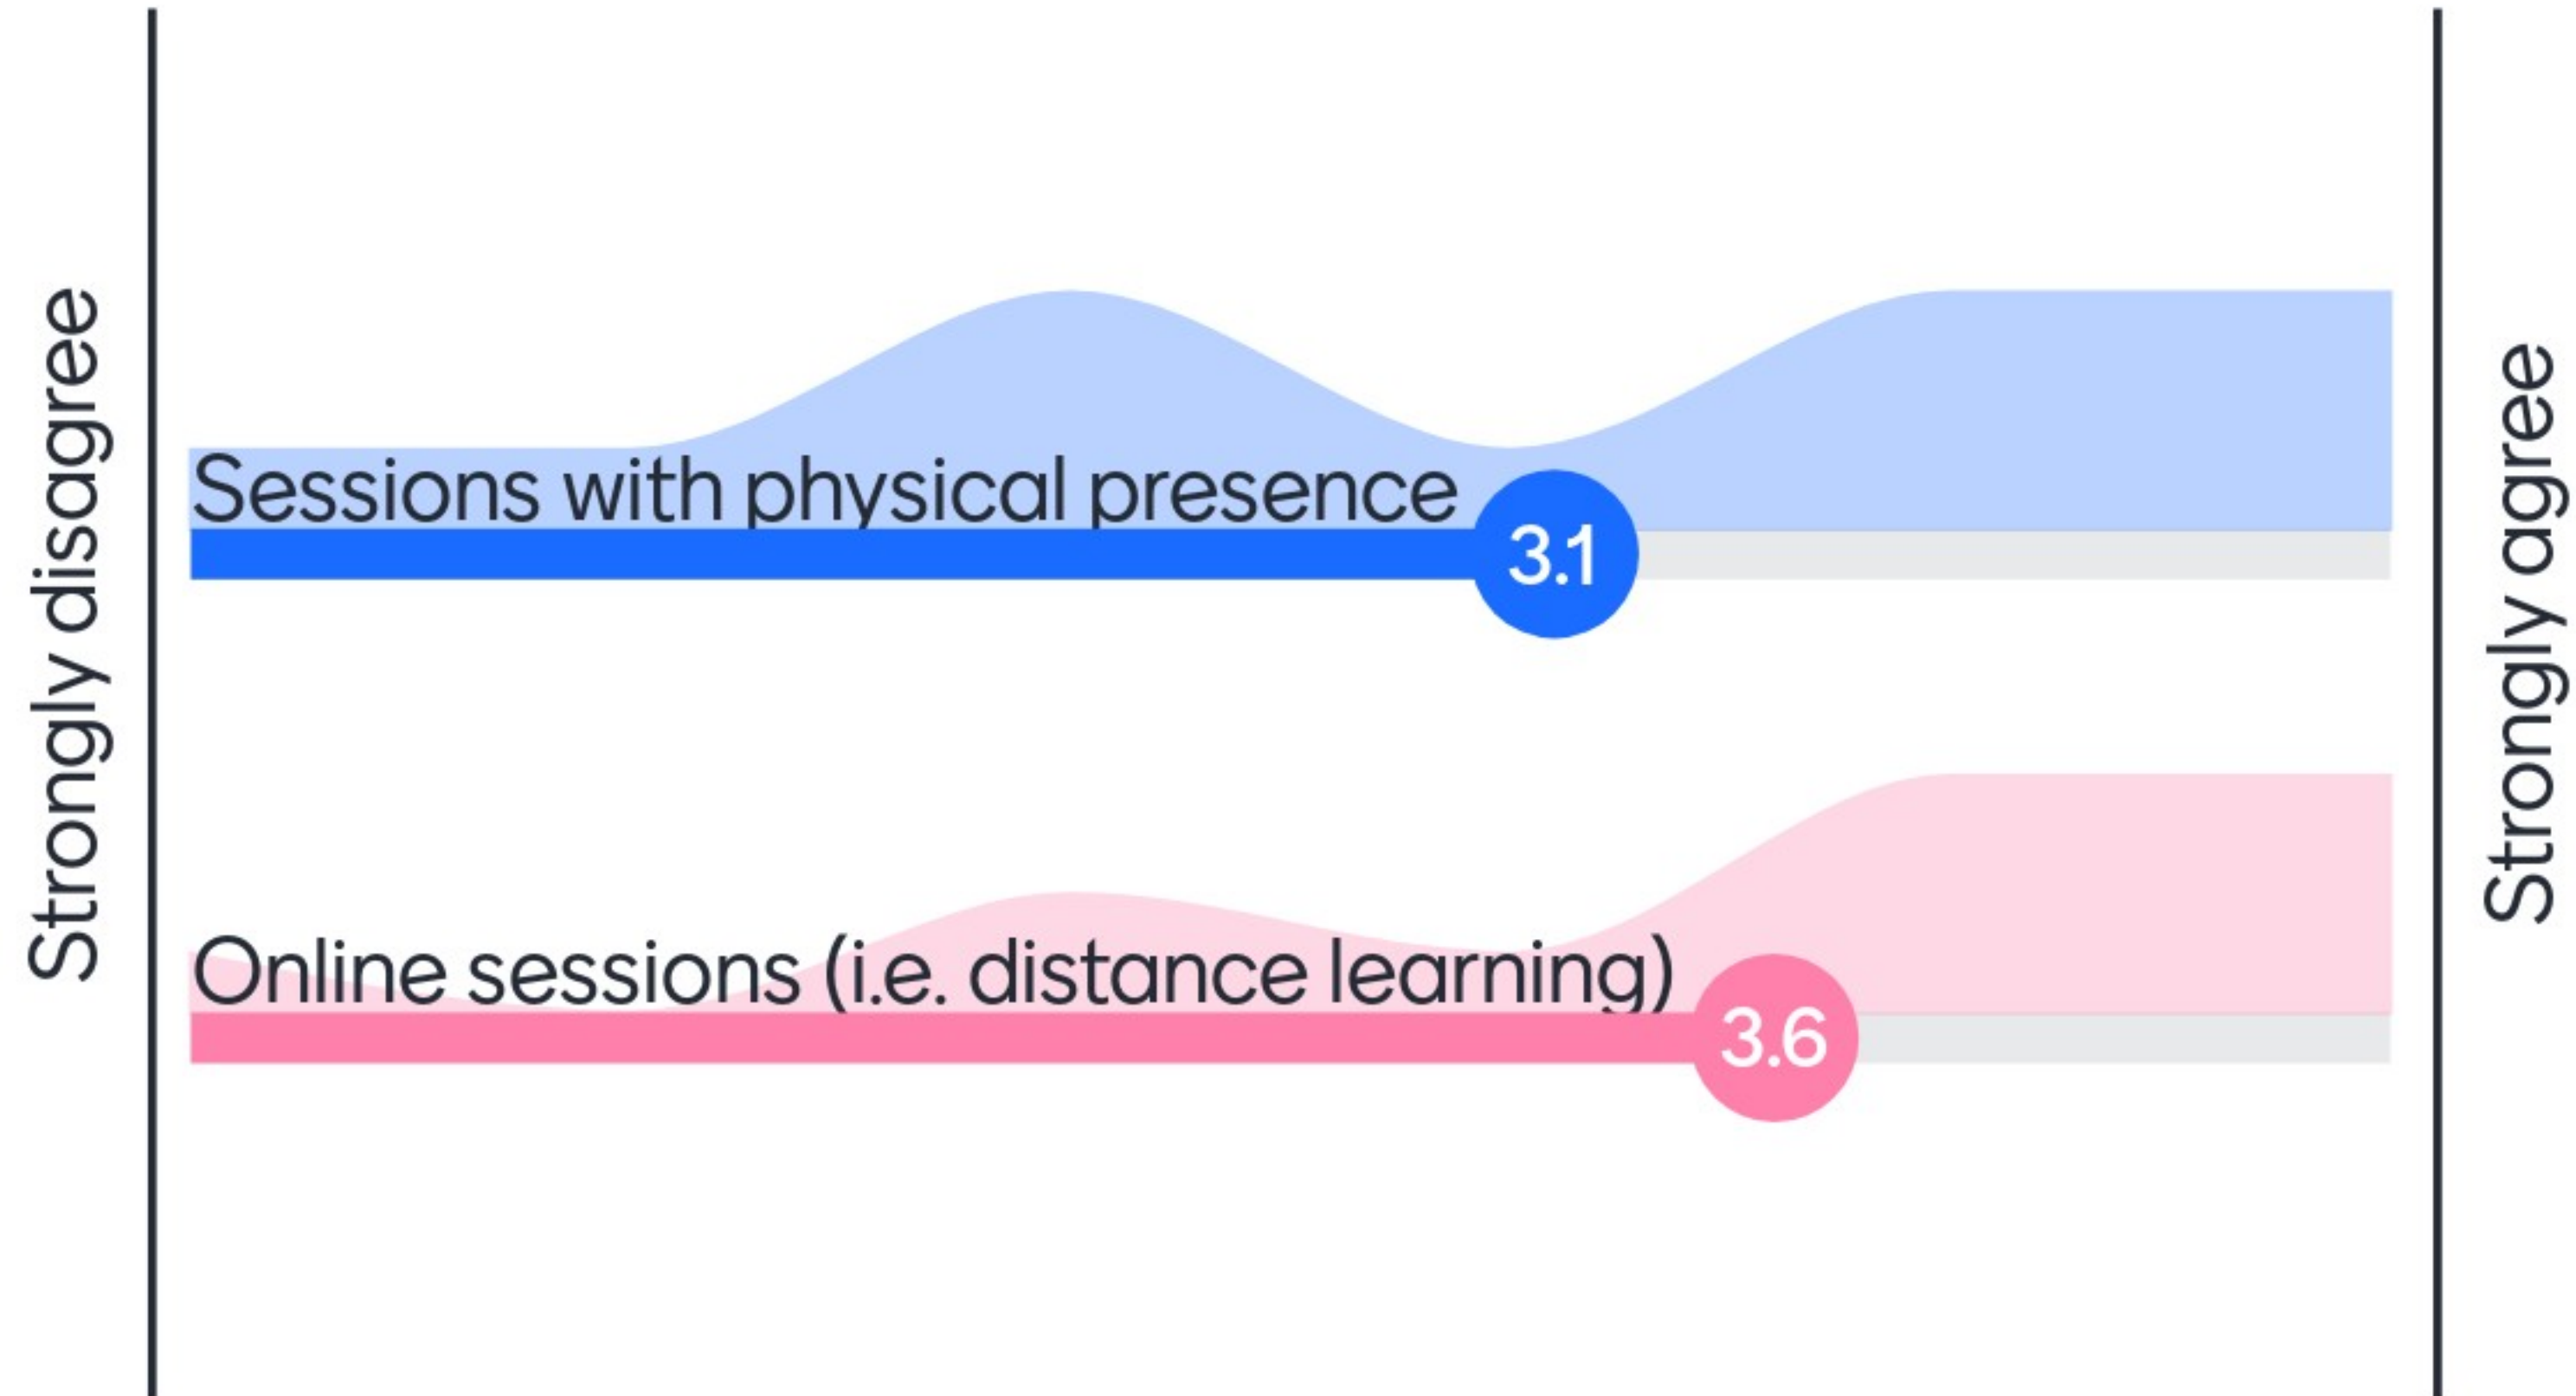 Strongly disagree
Sessions with physical presence
3.1
Online sessions (i.e. distance learning)
3.6
Strongly agree